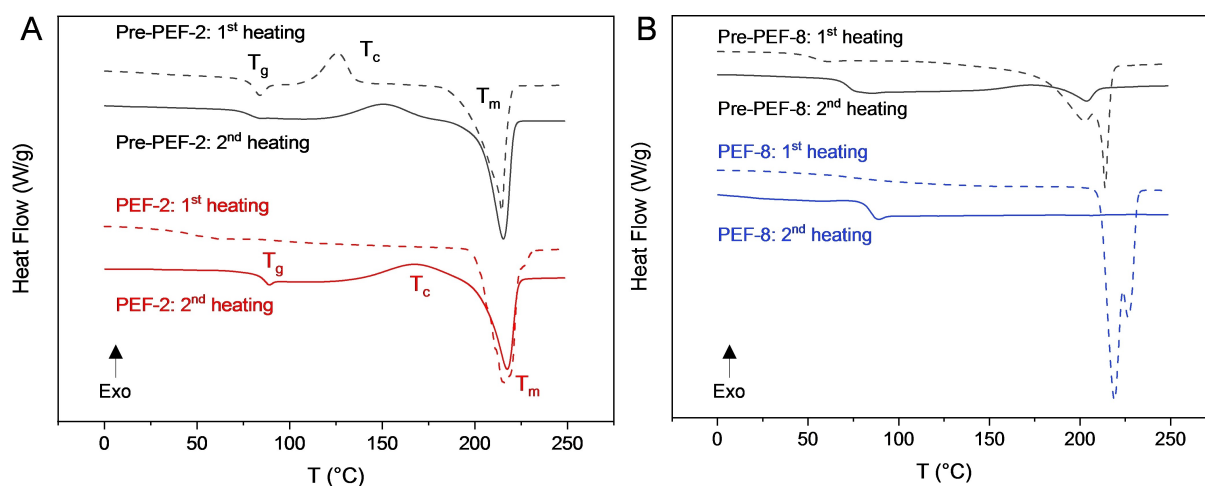 A
Pre-PEF-2: 1st heating
Tg
Tc
Tm
Pre-PEF-2: 2nd heating
PEF-2: 1st heating
Tg
Tc
PEF-2: 2nd heating
Tm
Exo
Heat Flow (W/g)
0 50 100 150 200 250
T (°C)
B
Pre-PEF-8: 1st heating
Pre-PEF-8: 2nd heating
PEF-8: 1st heating
PEF-8: 2nd heating
Exo
Heat Flow (W/g)
0 50 100 150 200 250
T (°C)